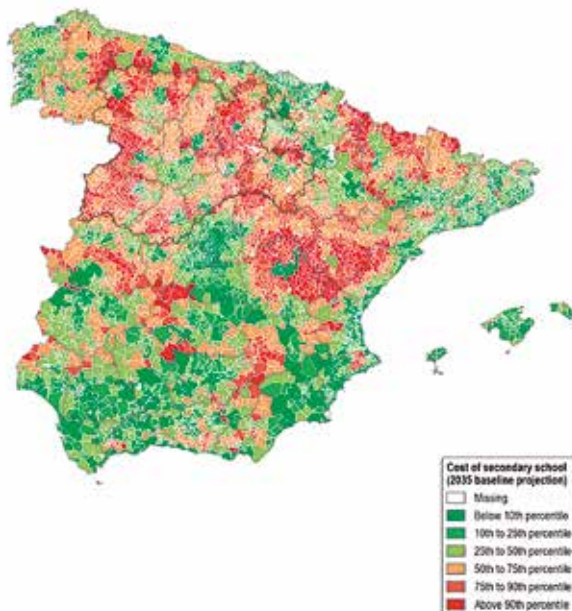 Cost of secondary school
(2035 baseline projection)
Missing
Below 10th percentile
10th to 25th percentile
25th to 50th percentile
50th to 75th percentile
75th to 90th percentile
Above 90th percentile